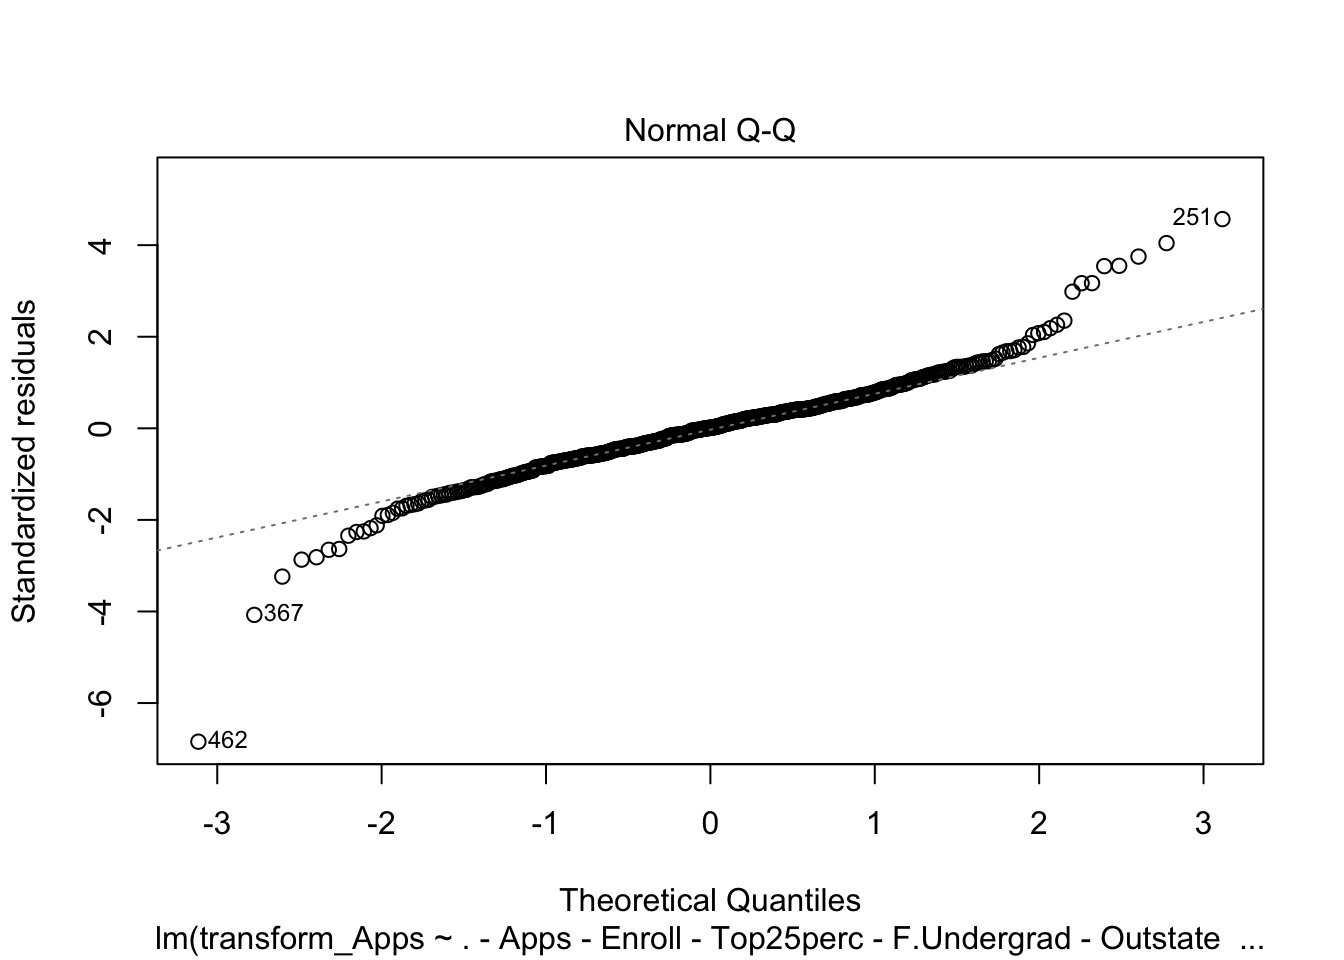 Normal Q-Q
Standardized residuals
4
2
0
-2
-4
-6
251
367
462
-3 -2 -1 0 1 2 3
Theoretical Quantiles
lm(transform_Apps ~ . - Apps - Enroll - Top25perc - F.Undergrad - Outstate ...